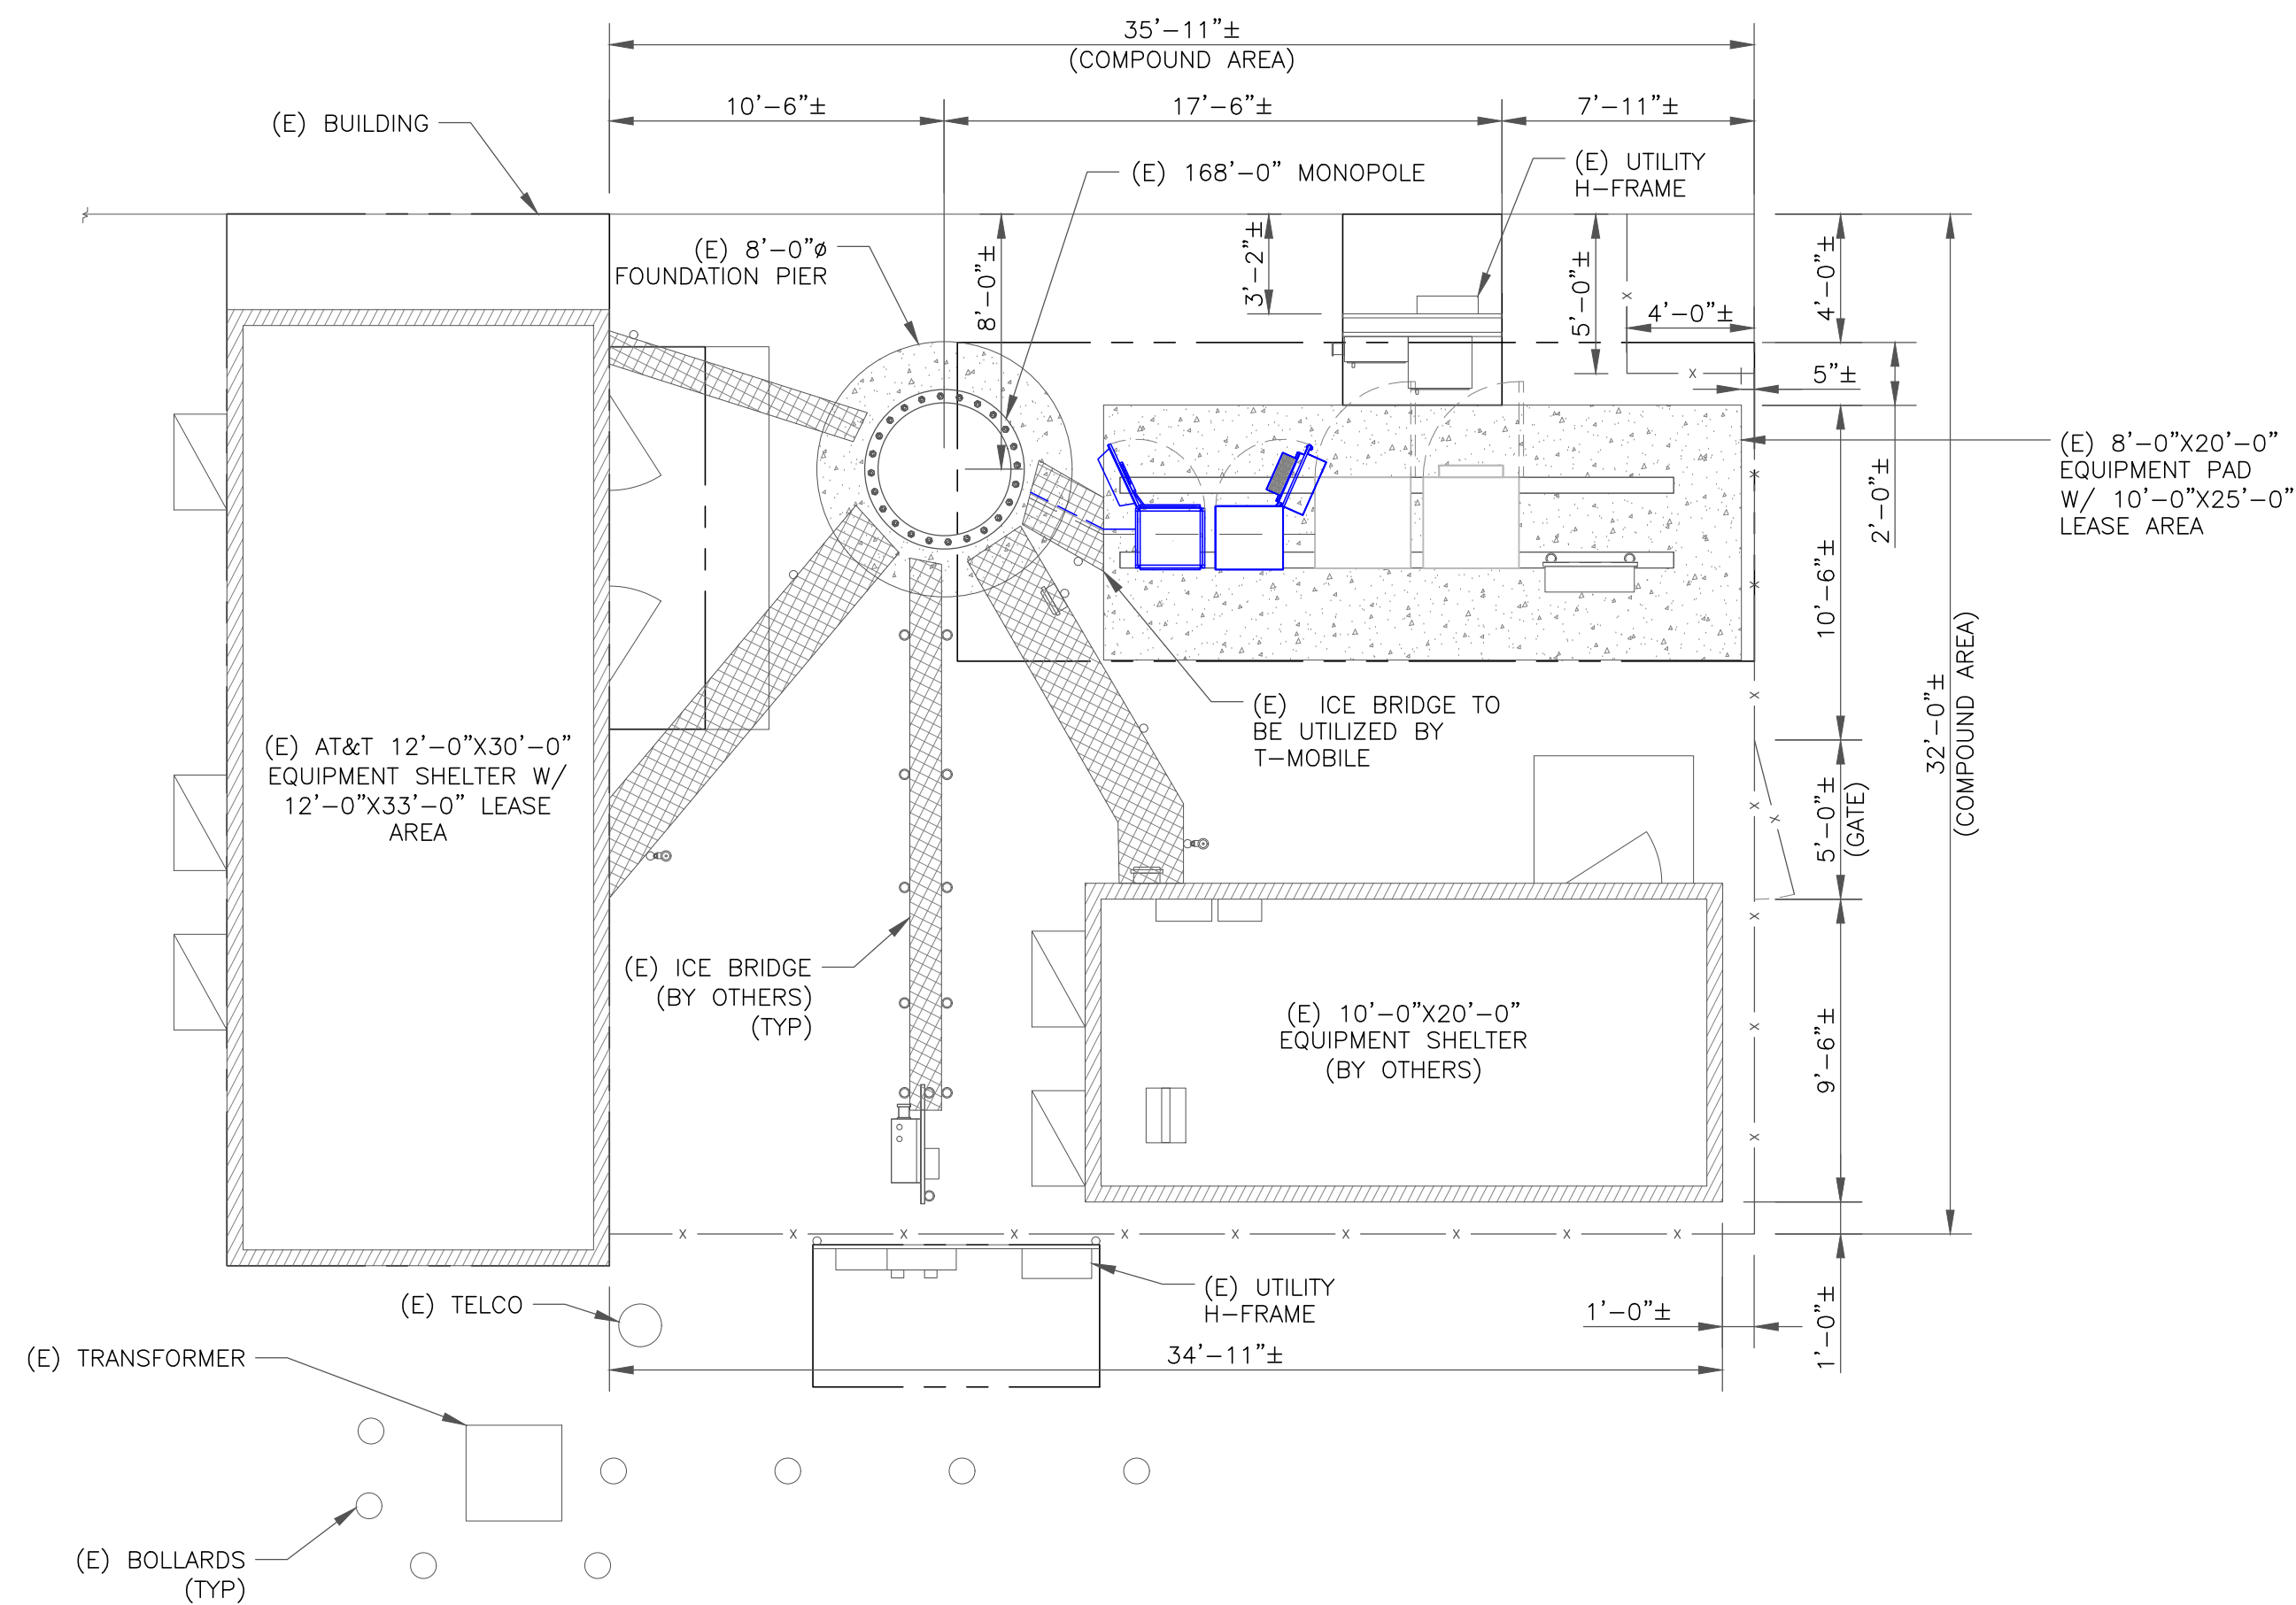 35'-11"±
(COMPOUND AREA)
10'-6"±
17'-6"±
7'-11"±
(E) BUILDING
(E) 168'-0" MONOPOLE
(E) UTILITY
H-FRAME
(E) 8'-0"ø
FOUNDATION PIER
8'-0"±
3'-2"±
5'-0"±
4'-0"±
4'-0"±
5"±
2'-0"±
(E) 8'-0"X20'-0"
EQUIPMENT PAD
W/ 10'-0"X25'-0"
LEASE AREA
10'-6"±
32'-0"±
(COMPOUND AREA)
(E) ICE BRIDGE TO
BE UTILIZED BY
T-MOBILE
(E) AT&T 12'-0"X30'-0"
EQUIPMENT SHELTER W/
12'-0"X33'-0" LEASE
AREA
5'-0"±
(GATE)
(E) ICE BRIDGE
(BY OTHERS)
(TYP)
(E) 10'-0"X20'-0"
EQUIPMENT SHELTER
(BY OTHERS)
9'-6"±
(E) UTILITY
H-FRAME
(E) TELCO
1'-0"±
1'-0"±
34'-11"±
(E) TRANSFORMER
(E) BOLLARDS
(TYP)